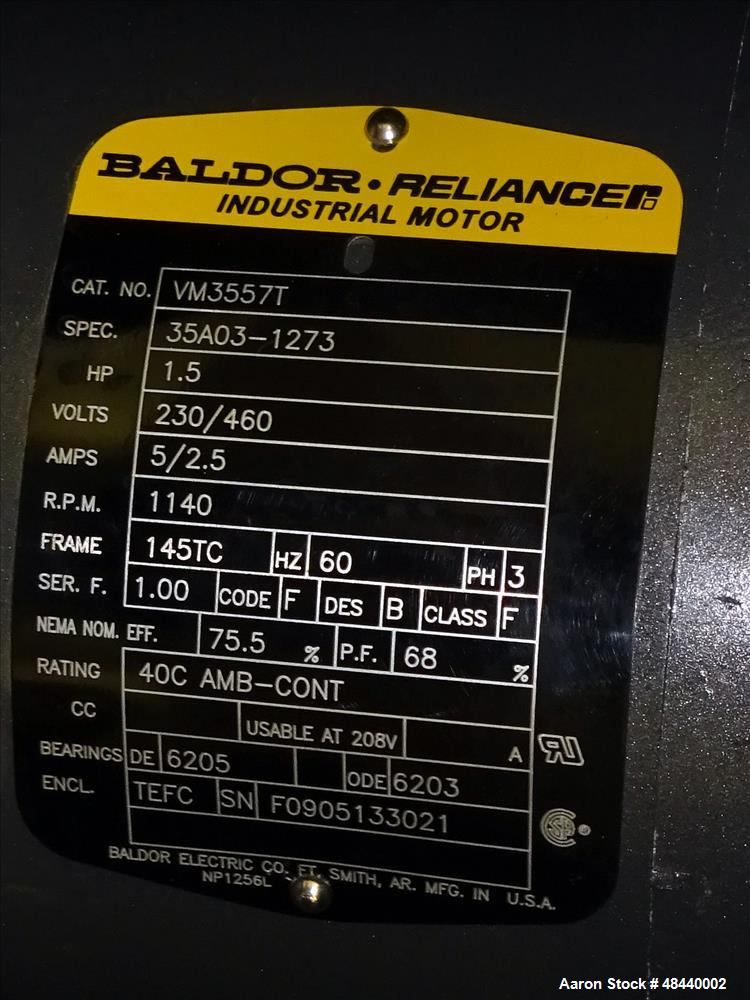 BALDOR • RELIANCER
INDUSTRIAL MOTOR
CAT. NO. VM3557T
SPEC. 35A03-1273
HP 1.5
VOLTS 230/460
AMPS 5/2.5
R.P.M. 1140
FRAME 145TC HZ 60 PH 3
SER. F. 1.00 CODE F DES B CLASS F
NEMA NOM. EFF. 75.5 % P.F. 68 %
RATING 40C AMB-CONT
CC USABLE AT 208V A
BEARINGS DE 6205 ODE 6203
ENCL. TEFC SN F0905133021
BALDOR ELECTRIC CO. FT. SMITH, AR. MFG. IN U.S.A.
NP1256L
Aaron Stock # 48440002